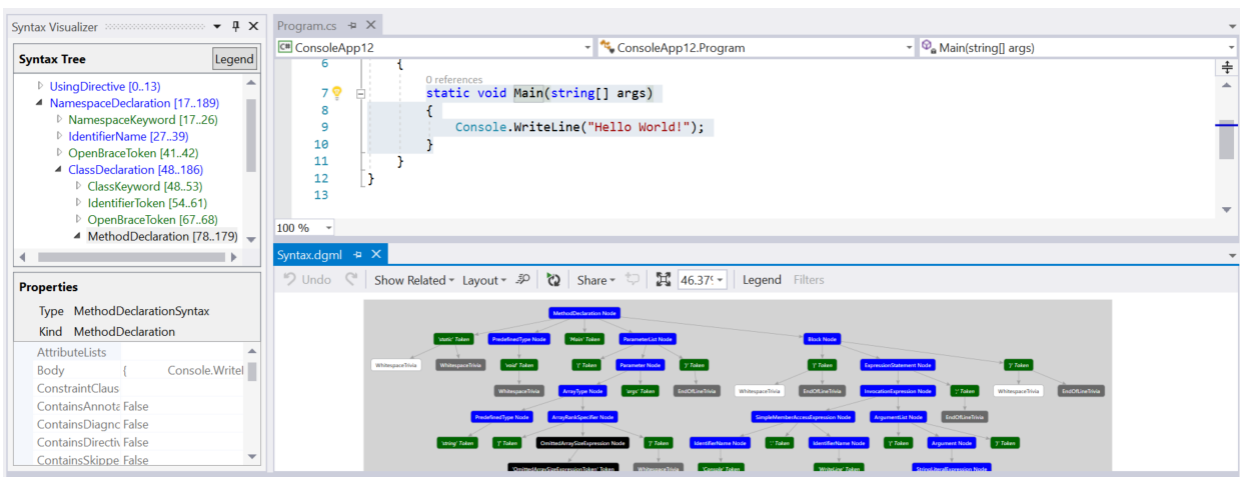 Syntax Visualizer
Syntax Tree
Legend
UsingDirective [0..13)
NamespaceDeclaration [17..189)
NamespaceKeyword [17..26)
IdentifierName [27..39)
OpenBraceToken [41..42)
ClassDeclaration [48..186)
ClassKeyword [48..53)
IdentifierToken [54..61)
OpenBraceToken [67..68)
MethodDeclaration [78..179)
Properties
Type MethodDeclarationSyntax
Kind MethodDeclaration
AttributeLists
Body { Console.Writel
ConstraintClaus
ContainsAnnota False
ContainsDiagnc False
ContainsDirectiv False
ContainsSkippe False
Program.cs
C# ConsoleApp12
ConsoleApp12.Program
Main(string[] args)
6 {
0 references
7 static void Main(string[] args)
8 {
9 Console.WriteLine("Hello World!");
10 }
11 }
12 }
13
100 %
Syntax.dgml
Undo Show Related Layout Share 46.37% Legend Filters
MethodDeclaration Node
'static' Token PredefinedType Node 'Main' Token ParameterList Node Block Node
WhitespaceTrivia WhitespaceTrivia 'void' Token '(' Token Parameter Node ')' Token '{' Token ExpressionStatement Node '}' Token
WhitespaceTrivia ArrayType Node 'args' Token EndOfLineTrivia WhitespaceTrivia EndOfLineTrivia InvocationExpression Node ';' Token WhitespaceTrivia EndOfLineTrivia
PredefinedType Node ArrayRankSpecifier Node SimpleMemberAccessExpression Node ArgumentList Node EndOfLineTrivia
'string' Token '[' Token OmittedArraySizeExpression Node ']' Token IdentifierName Node '.' Token IdentifierName Node '(' Token Argument Node ')' Token
'OmittedArraySizeExpressionToken' Token WhitespaceTrivia 'Console' Token 'WriteLine' Token StringLiteralExpression Node